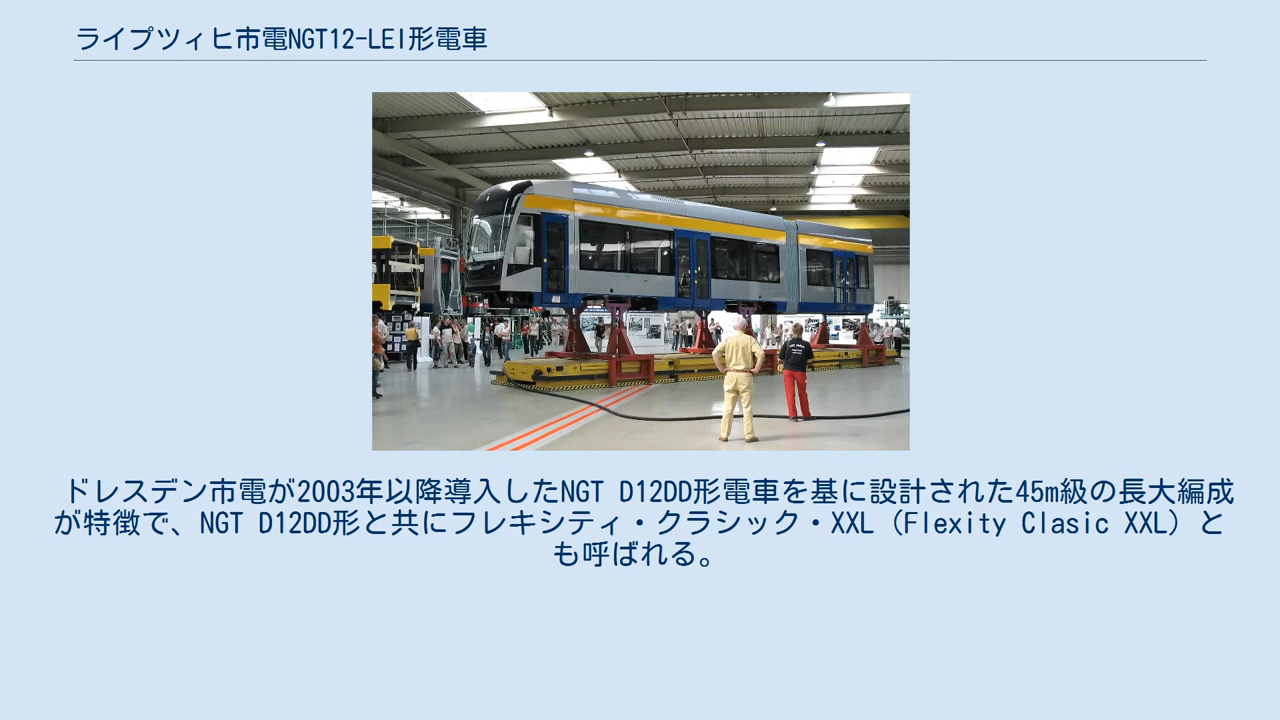 ライプツィヒ市電NGT12-LEI形電車
ドレスデン市電が2003年以降導入したNGT D12DD形電車を基に設計された45m級の長大編成
が特徴で、NGT D12DD形と共にフレキシティ・クラシック・XXL（Flexity Clasic XXL）と
も呼ばれる。